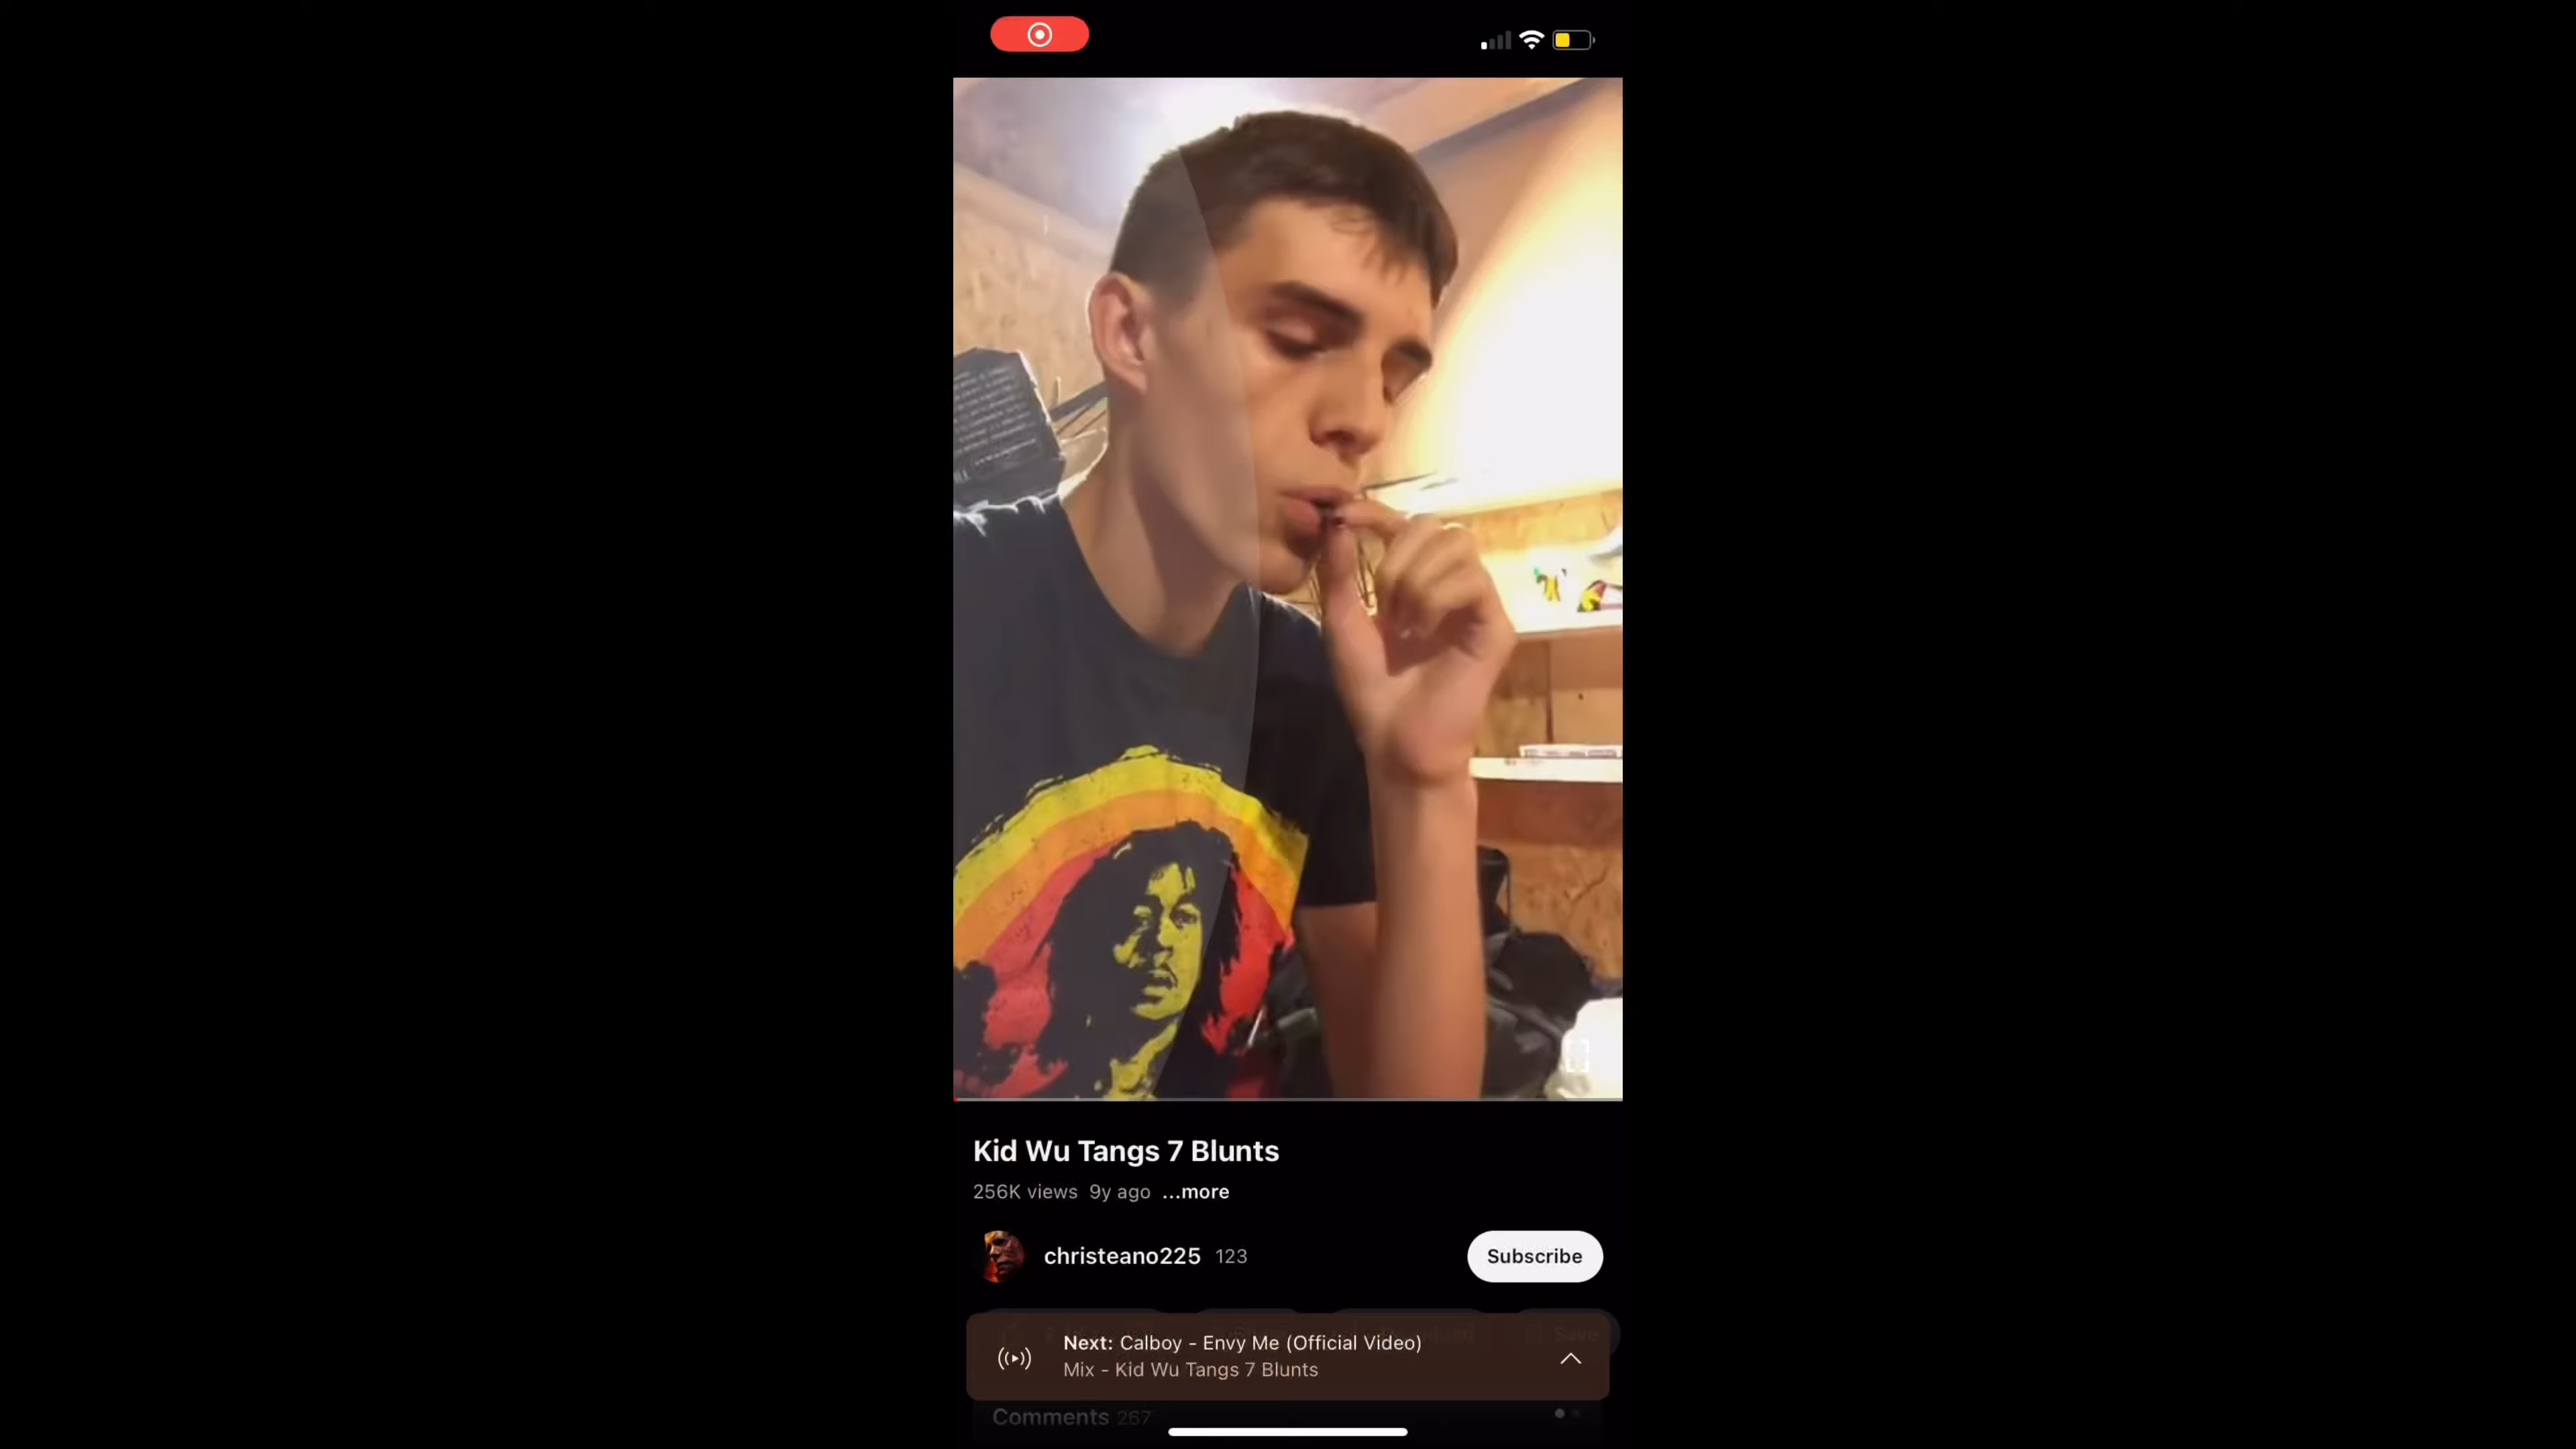 Kid Wu Tangs 7 Blunts
256K views 9y ago ...more
christeano225 123
Subscribe
Save
Next: Calboy - Envy Me (Official Video)
Mix - Kid Wu Tangs 7 Blunts
Comments 267